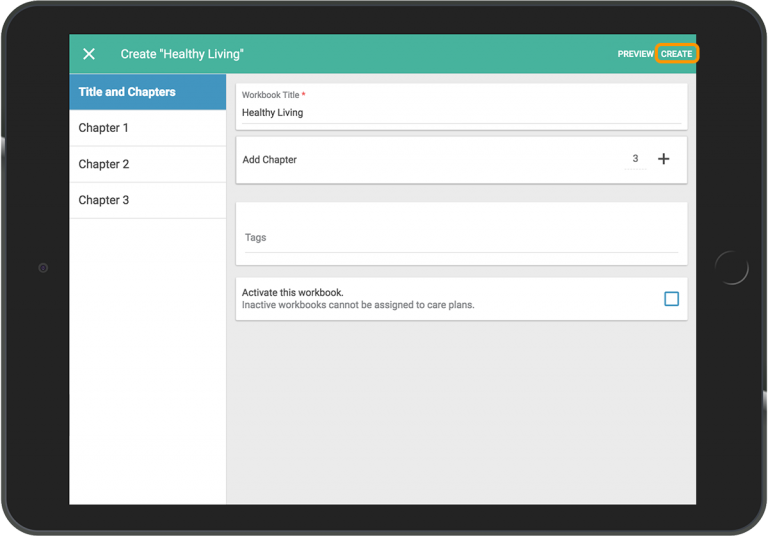 Create "Healthy Living"
PREVIEW CREATE
Title and Chapters
Chapter 1
Chapter 2
Chapter 3
Workbook Title *
Healthy Living
Add Chapter 3 +
Tags
Activate this workbook.
Inactive workbooks cannot be assigned to care plans.